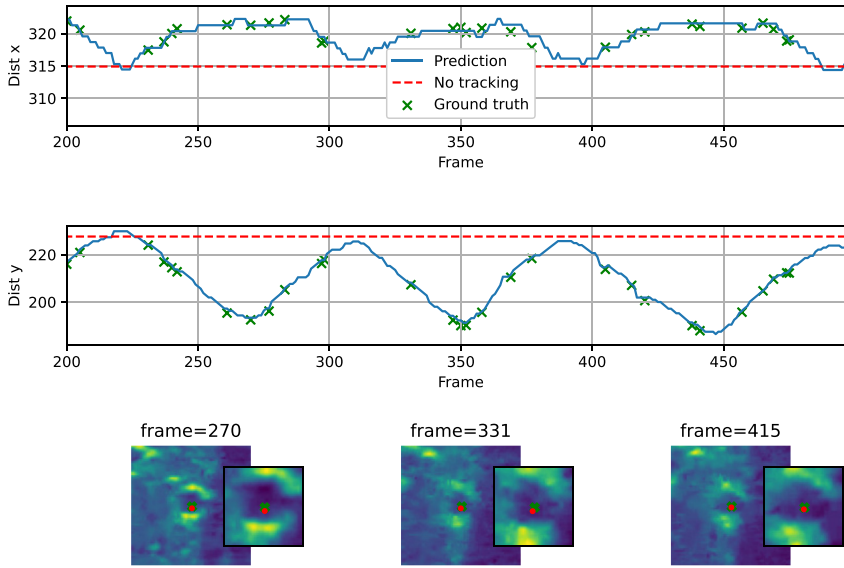 Dist x
320
315
310
Prediction
No tracking
Ground truth
200 250 300 350 400 450
Frame
Dist y
220
200
200 250 300 350 400 450
Frame
frame=270 frame=331 frame=415